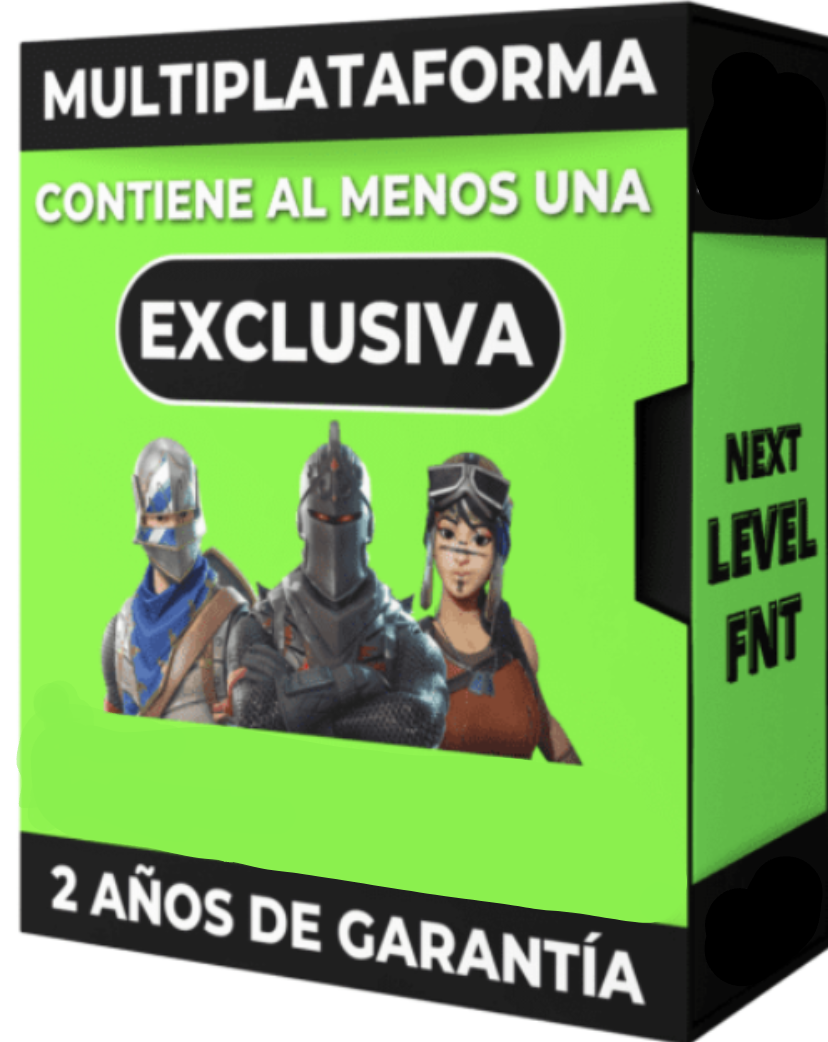 MULTIPLATAFORMA
CONTIENE AL MENOS UNA
EXCLUSIVA
2 AÑOS DE GARANTÍA
NEXT
LEVEL
FNT